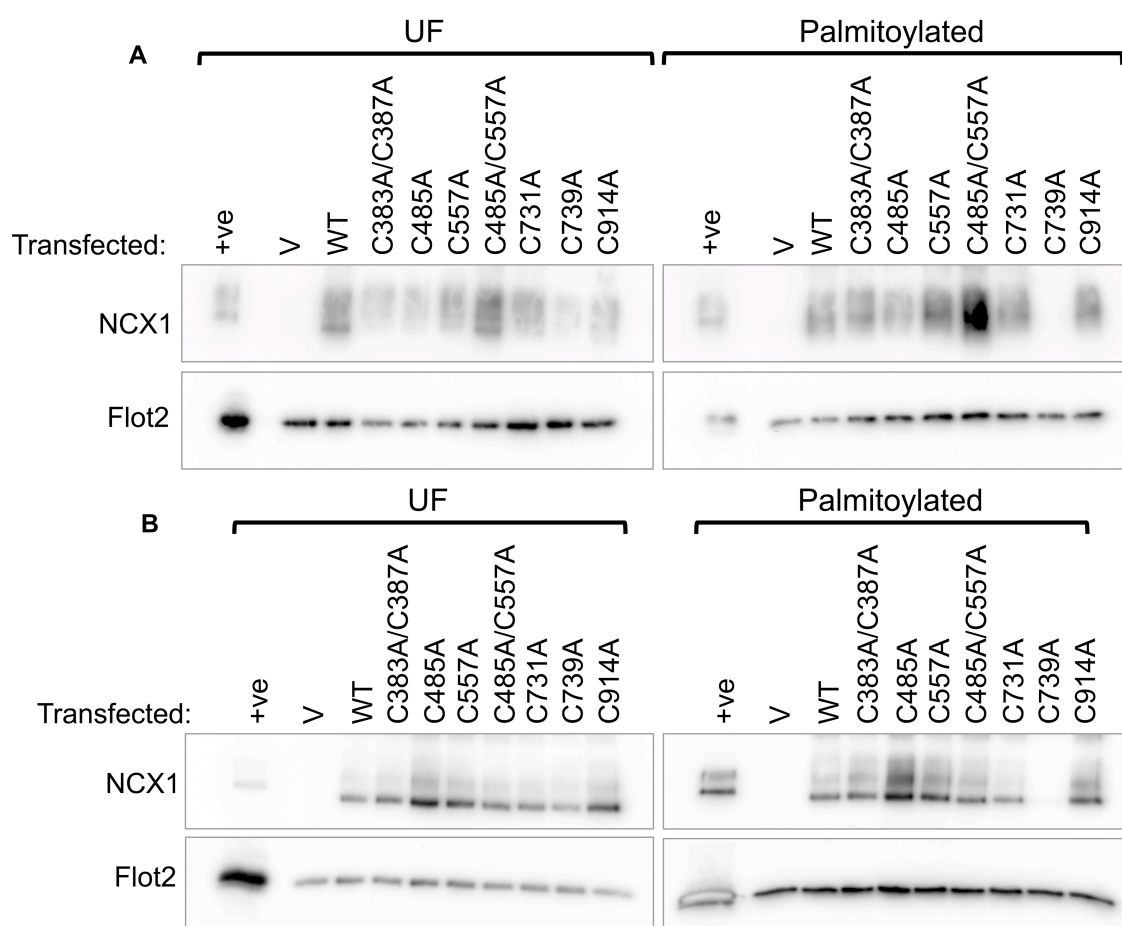 A
UF
Palmitoylated
Transfected:
+ve
V
WT
C383A/C387A
C485A
C557A
C485A/C557A
C731A
C739A
C914A
+ve
V
WT
C383A/C387A
C485A
C557A
C485A/C557A
C731A
C739A
C914A
NCX1
Flot2
B
UF
Palmitoylated
Transfected:
+ve
V
WT
C383A/C387A
C485A
C557A
C485A/C557A
C731A
C739A
C914A
+ve
V
WT
C383A/C387A
C485A
C557A
C485A/C557A
C731A
C739A
C914A
NCX1
Flot2